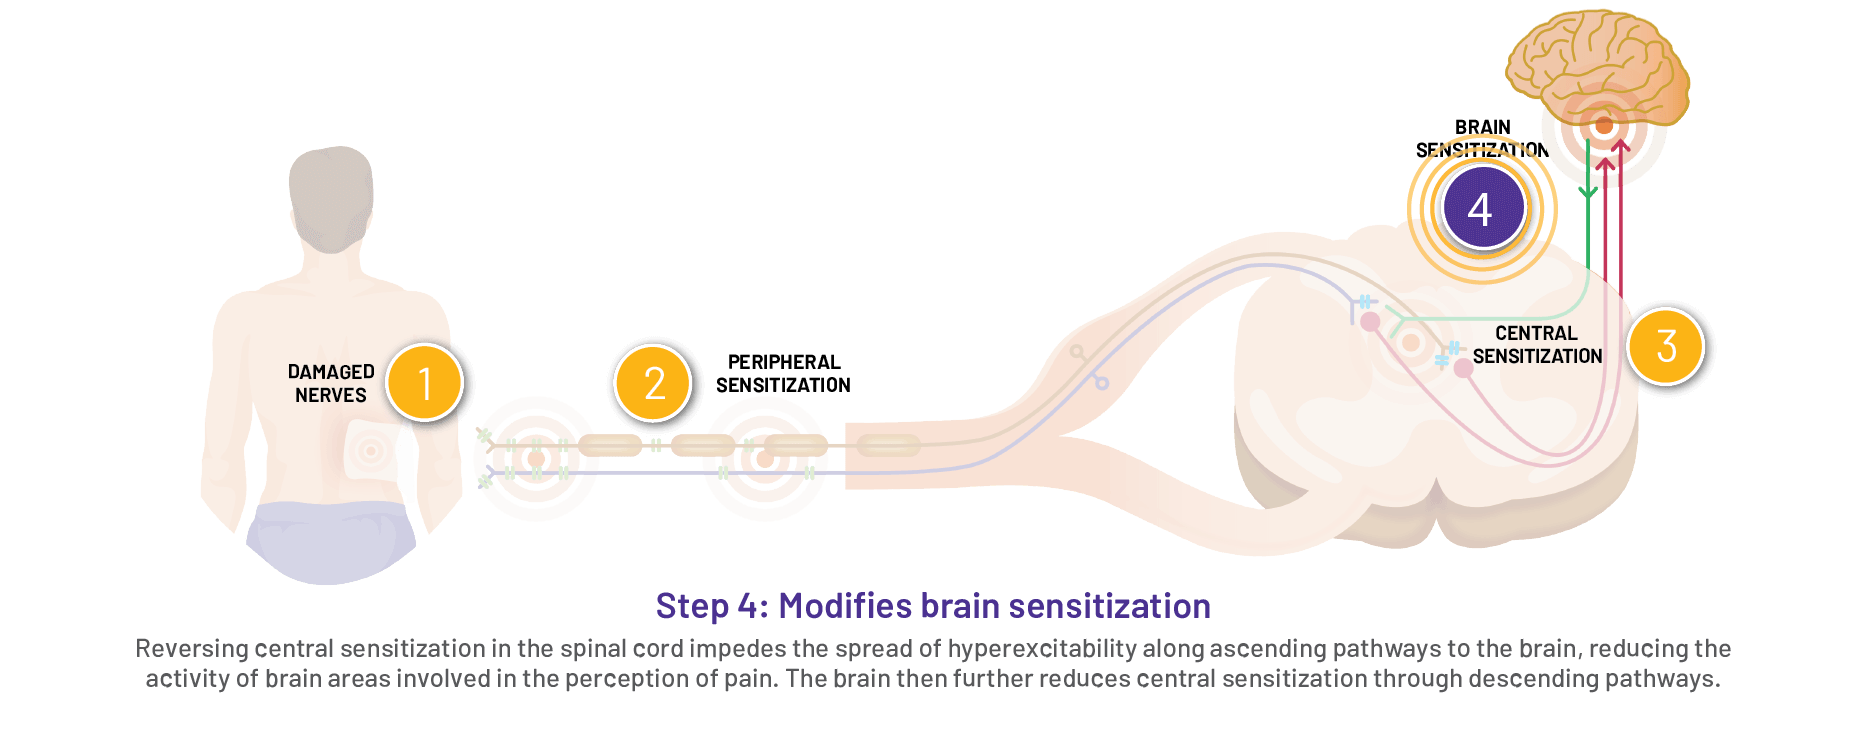 BRAIN
SENSITIZATION
4
DAMAGED
NERVES
1
2
PERIPHERAL
SENSITIZATION
CENTRAL
SENSITIZATION
3
Step 4: Modifies brain sensitization
Reversing central sensitization in the spinal cord impedes the spread of hyperexcitability along ascending pathways to the brain, reducing the
activity of brain areas involved in the perception of pain. The brain then further reduces central sensitization through descending pathways.